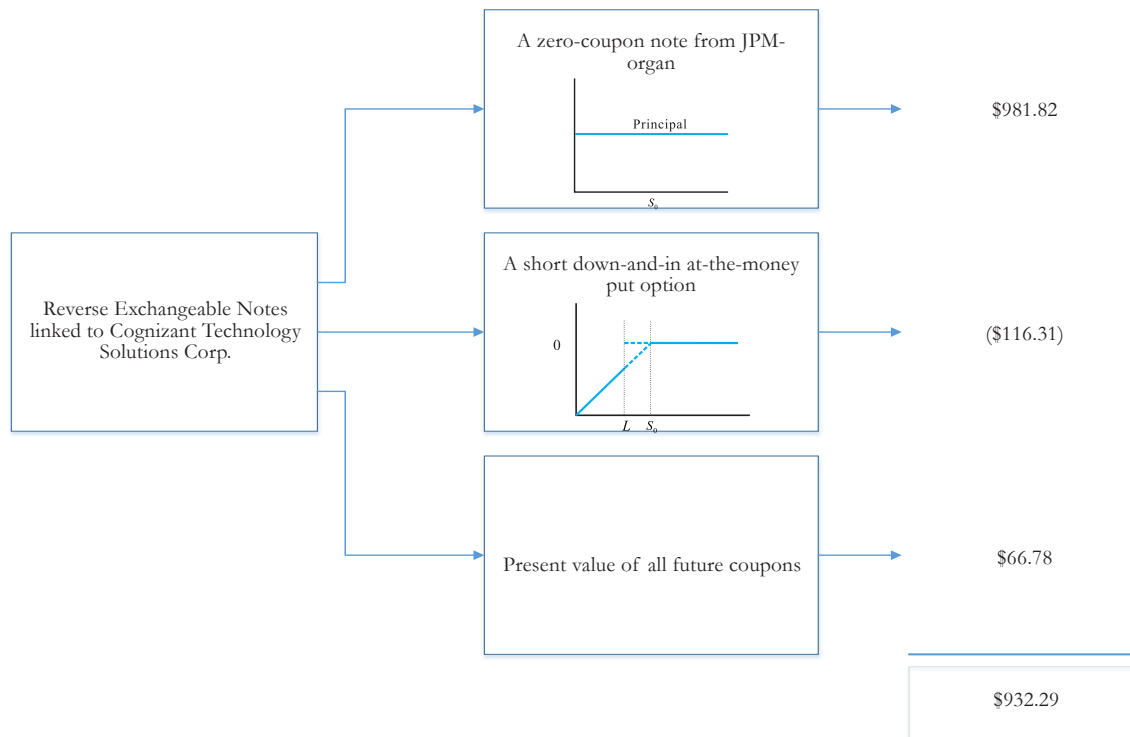 A zero-coupon note from JPM-
organ
Principal
S₀
$981.82
Reverse Exchangeable Notes
linked to Cognizant Technology
Solutions Corp.
A short down-and-in at-the-money
put option
0
L S₀
($116.31)
Present value of all future coupons
$66.78
$932.29